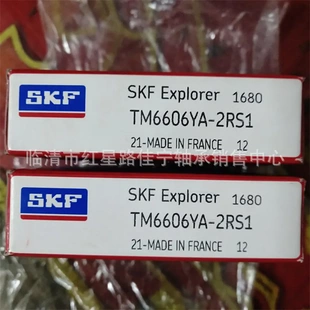 SKF
SKF Explorer 1680
TM6606YA-2RS1
21-MADE IN FRANCE 12
临清市红星路佳宁轴承销售中心
SKF
SKF Explorer 1680
TM6606YA-2RS1
21-MADE IN FRANCE 12